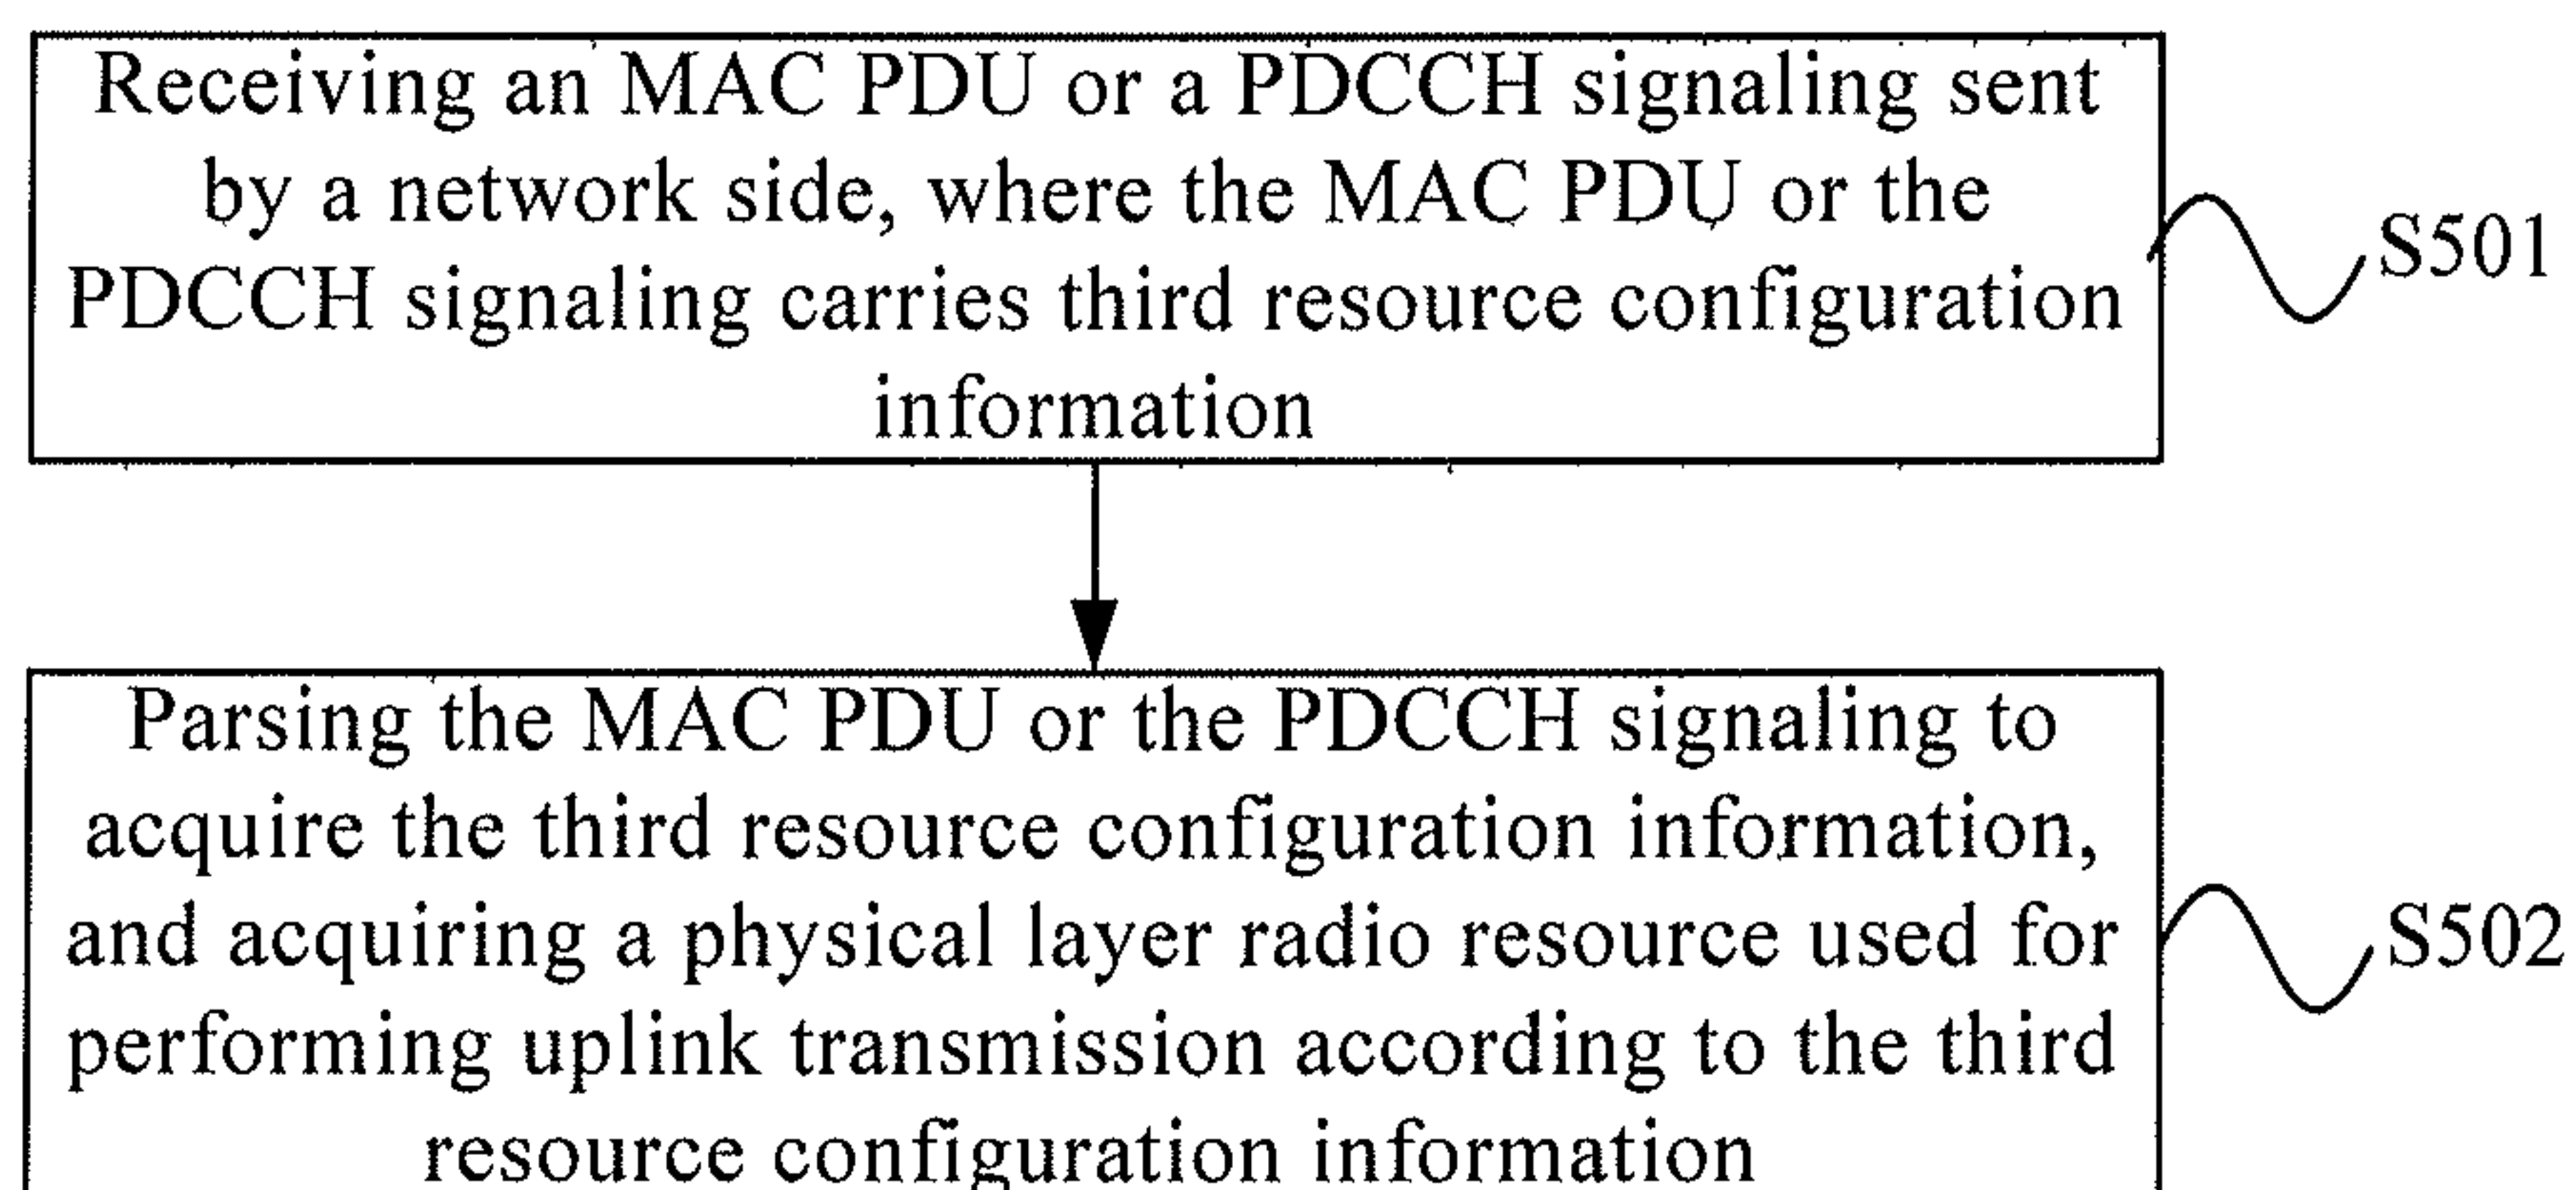 Receiving an MAC PDU or a PDCCH signaling sent
by a network side, where the MAC PDU or the
PDCCH signaling carries third resource configuration
information
S501
Parsing the MAC PDU or the PDCCH signaling to
acquire the third resource configuration information,
and acquiring a physical layer radio resource used for
performing uplink transmission according to the third
resource configuration information
S502